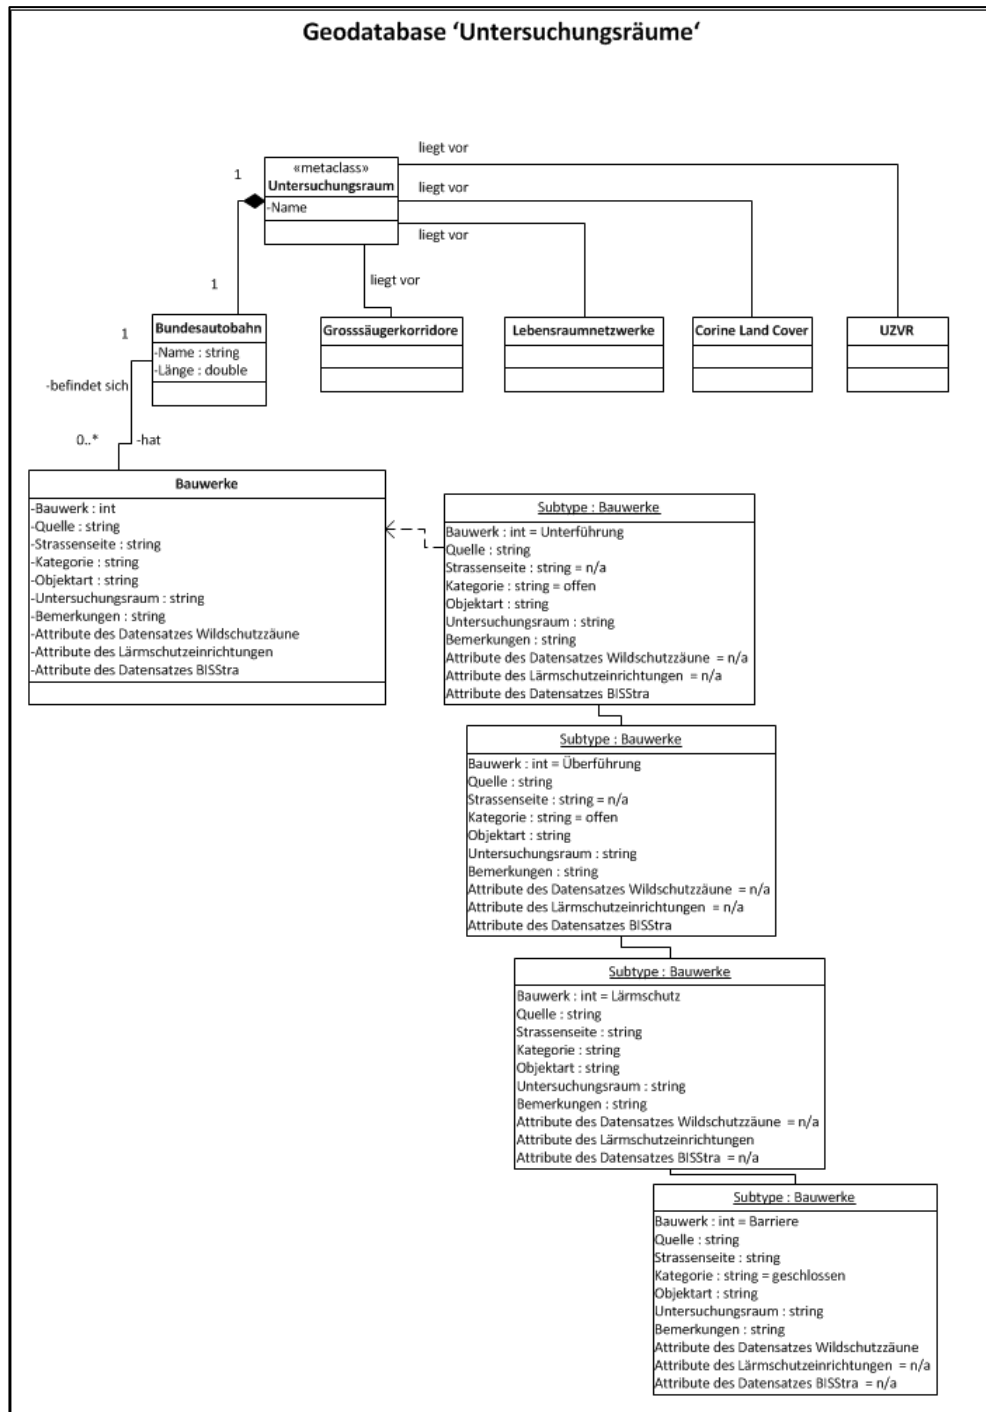 Geodatabase ‘Untersuchungsräume‘
liegt vor
«metaclass»
Untersuchungsraum
-Name
1
liegt vor
liegt vor
liegt vor
1
1
Bundesautobahn
-Name : string
-Länge : double
Grosssäugerkorridore
Lebensraumnetzwerke
Corine Land Cover
UZVR
-befindet sich
0..*
-hat
Bauwerke
-Bauwerk : int
-Quelle : string
-Strassenseite : string
-Kategorie : string
-Objektart : string
-Untersuchungsraum : string
-Bemerkungen : string
-Attribute des Datensatzes Wildschutzzäune
-Attribute des Lärmschutzeinrichtungen
-Attribute des Datensatzes BISStra
Subtype : Bauwerke
Bauwerk : int = Unterführung
Quelle : string
Strassenseite : string = n/a
Kategorie : string = offen
Objektart : string
Untersuchungsraum : string
Bemerkungen : string
Attribute des Datensatzes Wildschutzzäune = n/a
Attribute des Lärmschutzeinrichtungen = n/a
Attribute des Datensatzes BISStra
Subtype : Bauwerke
Bauwerk : int = Überführung
Quelle : string
Strassenseite : string = n/a
Kategorie : string = offen
Objektart : string
Untersuchungsraum : string
Bemerkungen : string
Attribute des Datensatzes Wildschutzzäune = n/a
Attribute des Lärmschutzeinrichtungen = n/a
Attribute des Datensatzes BISStra
Subtype : Bauwerke
Bauwerk : int = Lärmschutz
Quelle : string
Strassenseite : string
Kategorie : string
Objektart : string
Untersuchungsraum : string
Bemerkungen : string
Attribute des Datensatzes Wildschutzzäune = n/a
Attribute des Lärmschutzeinrichtungen
Attribute des Datensatzes BISStra = n/a
Subtype : Bauwerke
Bauwerk : int = Barriere
Quelle : string
Strassenseite : string
Kategorie : string = geschlossen
Objektart : string
Untersuchungsraum : string
Bemerkungen : string
Attribute des Datensatzes Wildschutzzäune
Attribute des Lärmschutzeinrichtungen = n/a
Attribute des Datensatzes BISStra = n/a